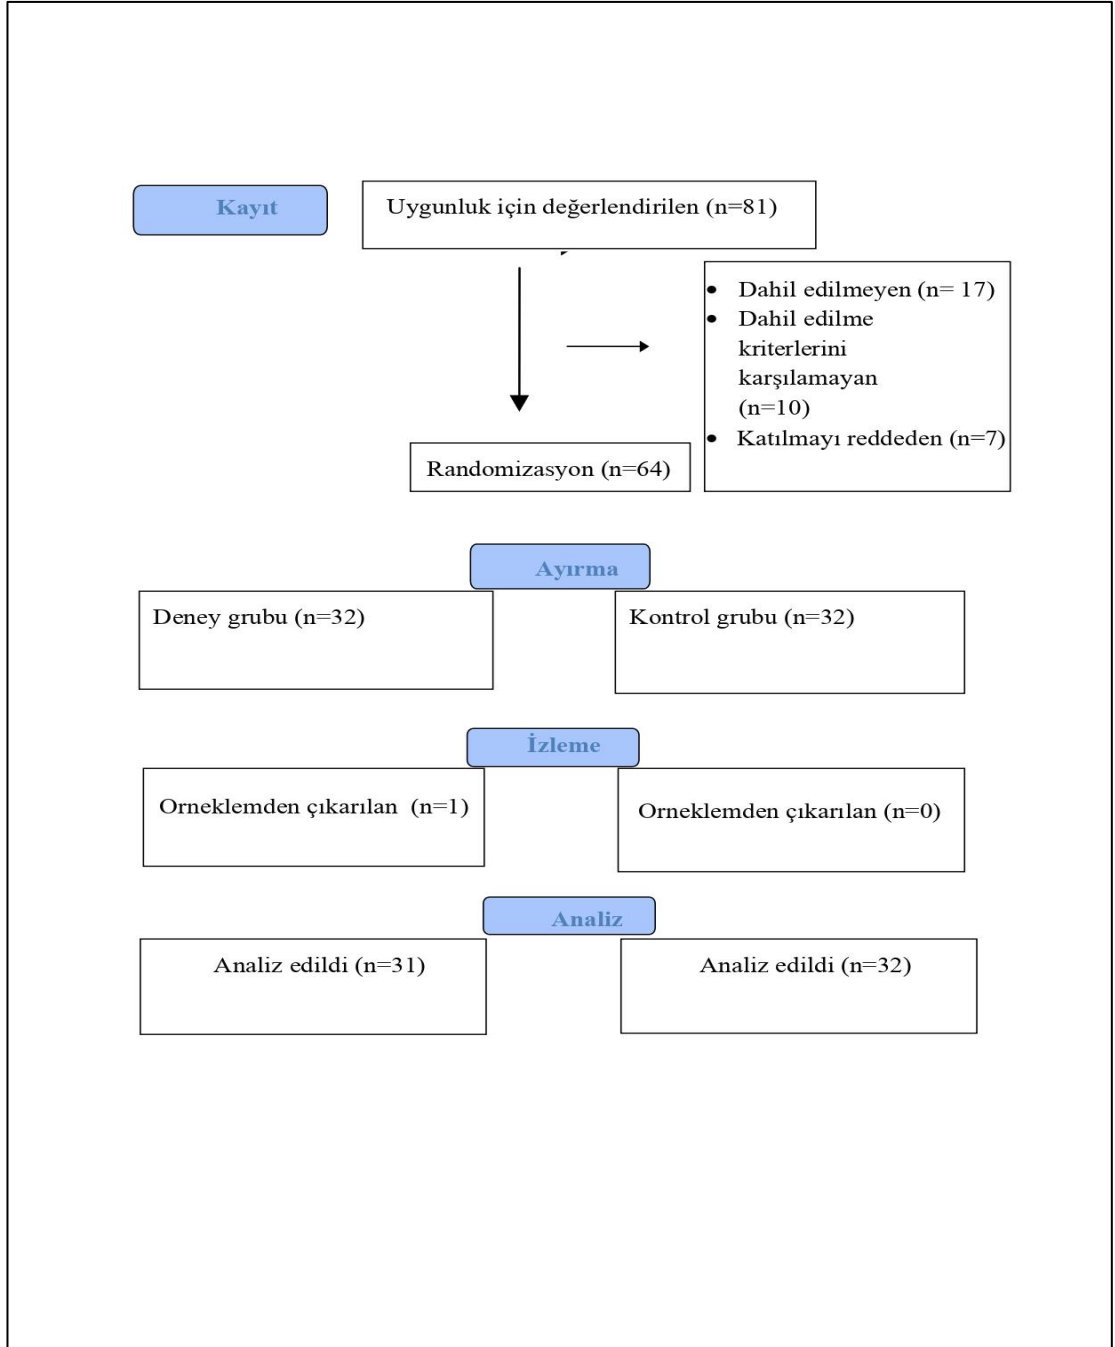 Kayıt
Uygunluk için değerlendirilen (n=81)
• Dahil edilmeyen (n= 17)
• Dahil edilme
kriterlerini
karşılamayan
(n=10)
• Katılmayı reddeden (n=7)
Randomizasyon (n=64)
Ayırma
Deney grubu (n=32)
Kontrol grubu (n=32)
İzleme
Orneklemden çıkarılan (n=1)
Orneklemden çıkarılan (n=0)
Analiz
Analiz edildi (n=31)
Analiz edildi (n=32)